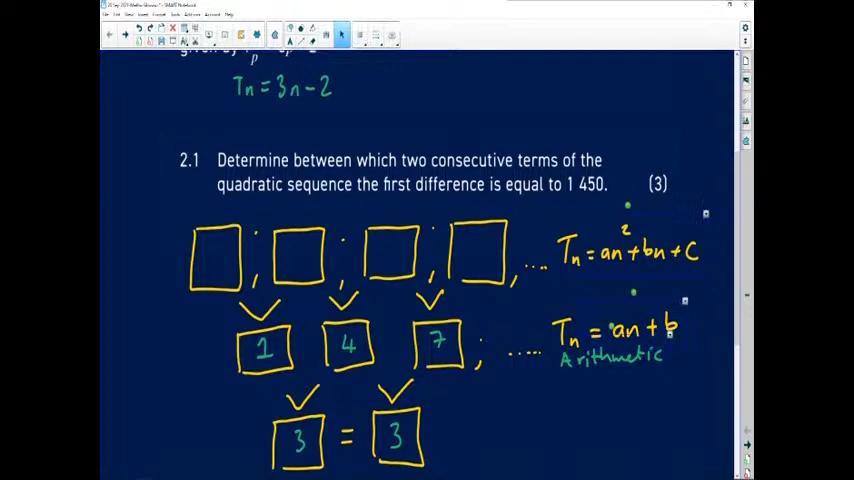 Tn = 3n - 2
2.1 Determine between which two consecutive terms of the
quadratic sequence the first difference is equal to 1 450. (3)
; ; ; , .... Tn = an² + bn + c
1 4 7 ; ..... Tn = an + b
Arithmetic
3 = 3